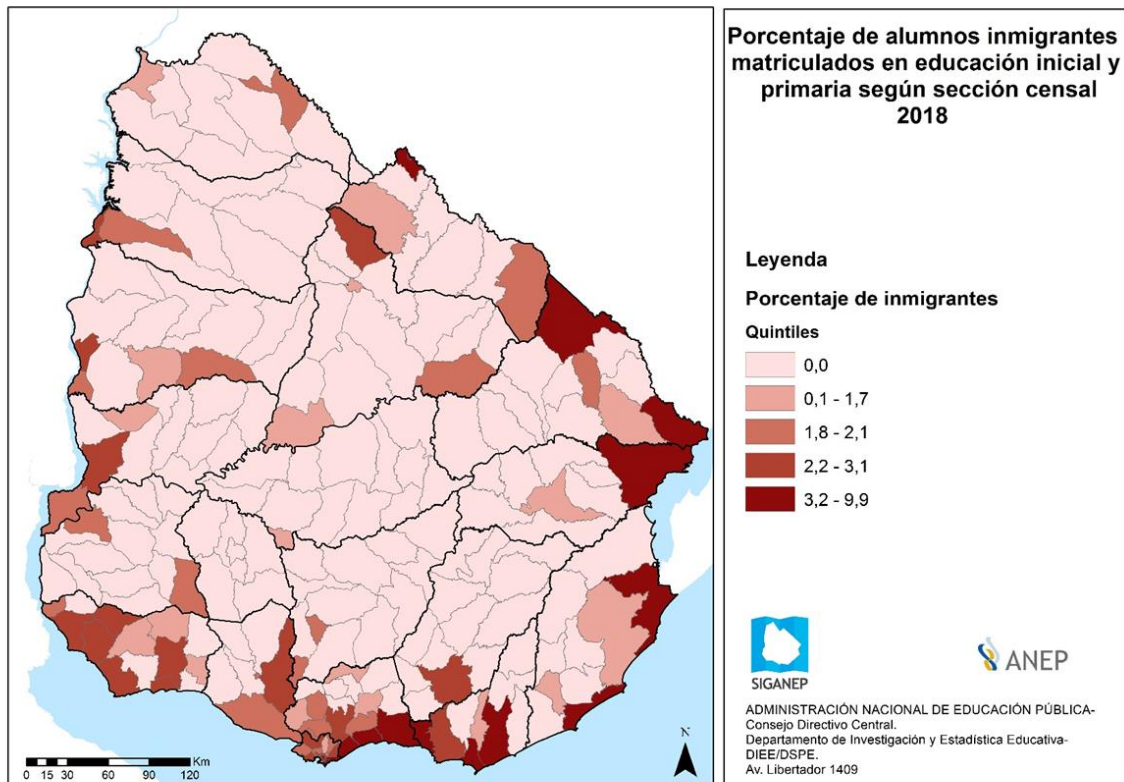 Porcentaje de alumnos inmigrantes
matriculados en educación inicial y
primaria según sección censal
2018
Leyenda
Porcentaje de inmigrantes
Quintiles
0,0
0,1 - 1,7
1,8 - 2,1
2,2 - 3,1
3,2 - 9,9
SIGANEP
ANEP
ADMINISTRACIÓN NACIONAL DE EDUCACIÓN PÚBLICA-
Consejo Directivo Central.
Departamento de Investigación y Estadística Educativa-
DIEE/DSPE.
Av. Libertador 1409
N
Km
0 15 30 60 90 120